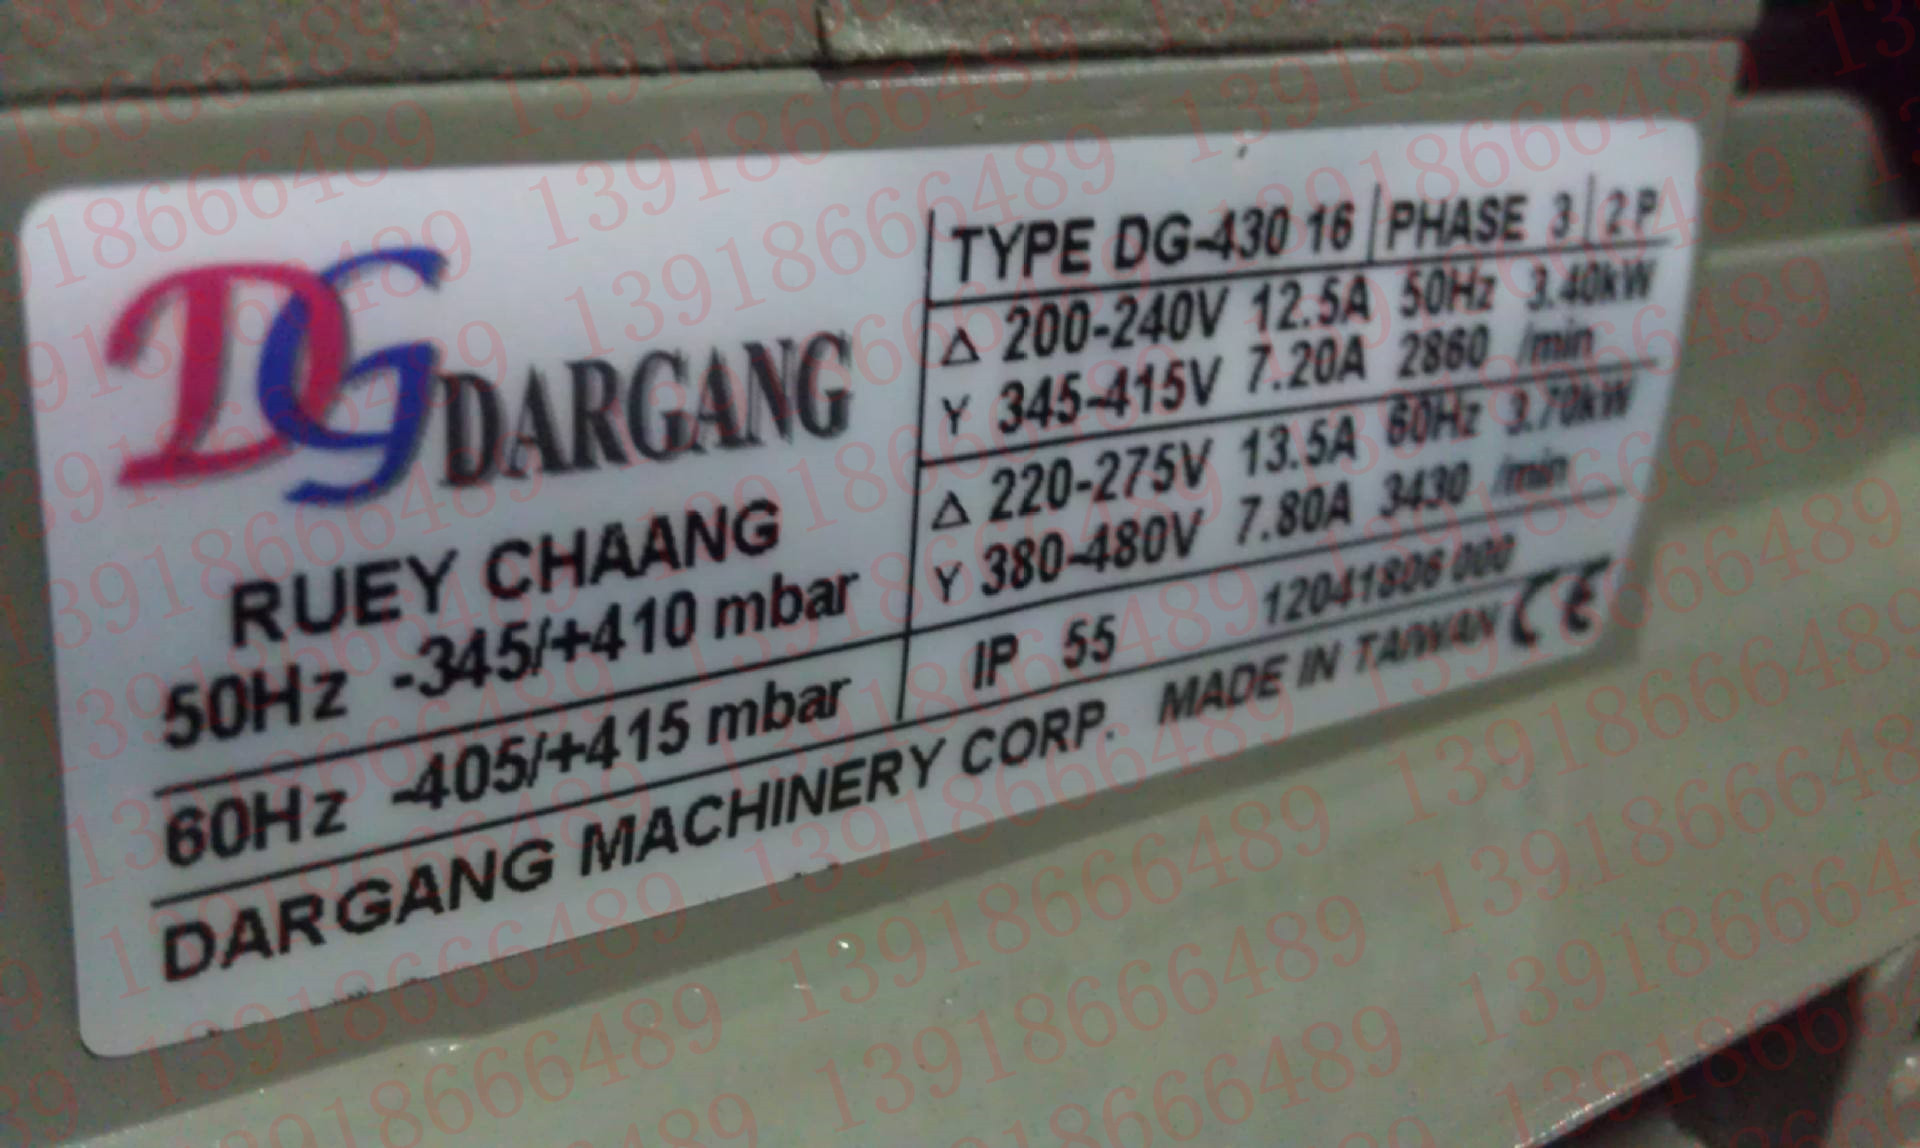 DG DARGANG
RUEY CHAANG
50Hz -345/+410 mbar
60Hz -405/+415 mbar
TYPE DG-430 16 PHASE 3 2 P
Δ 200-240V 12.5A 50Hz 3.40kW
Y 345-415V 7.20A 2860 /min
Δ 220-275V 13.5A 60Hz 3.70kW
Y 380-480V 7.80A 3430 /min
IP 55 12041806 000
DARGANG MACHINERY CORP. MADE IN TAIWAN CE
13918666489